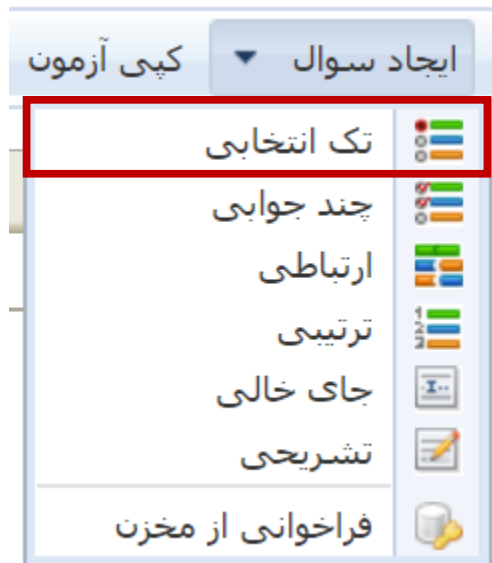 ایجاد سوال کپی آزمون
تک انتخابی
چند جوابی
ارتباطی
ترتیبی
جای خالی
تشریحی
فراخوانی از مخزن